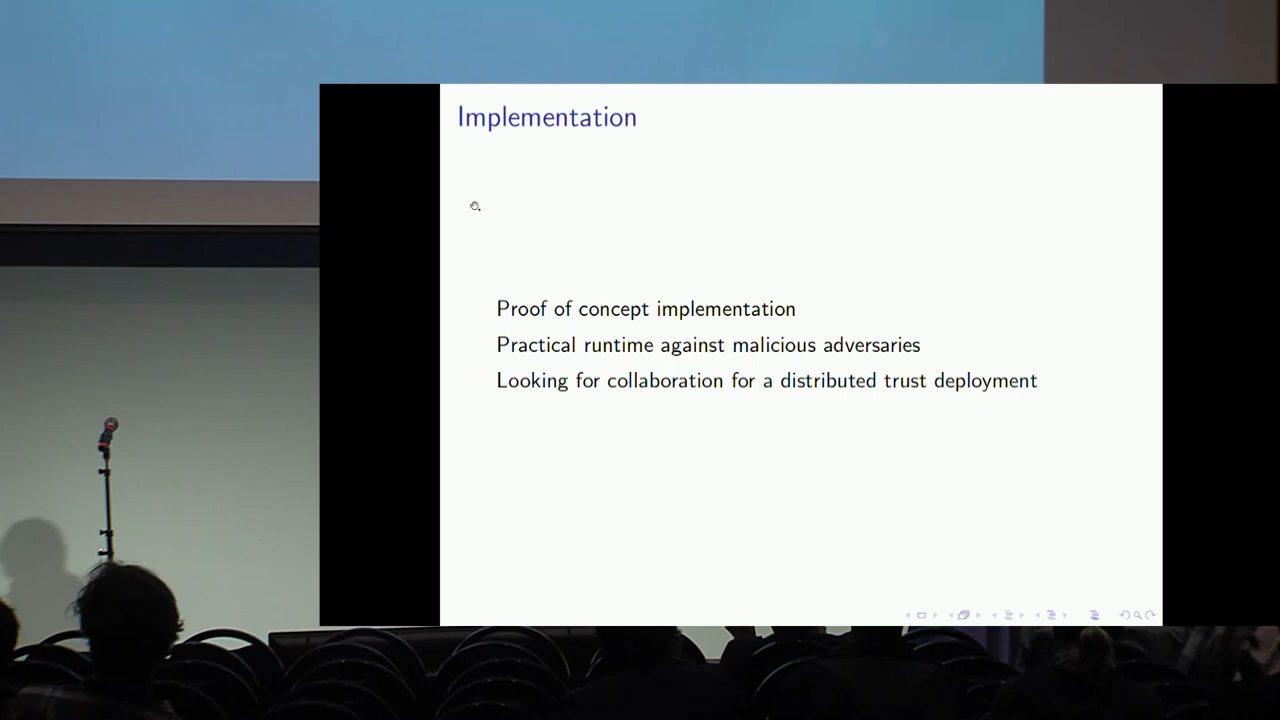 Implementation
Proof of concept implementation
Practical runtime against malicious adversaries
Looking for collaboration for a distributed trust deployment